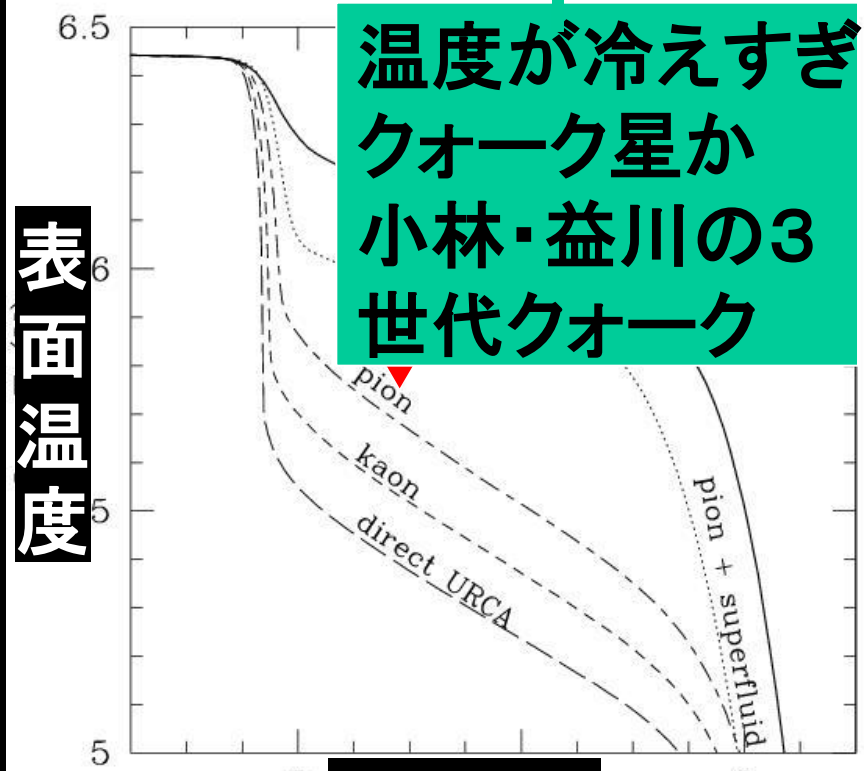 6.5
温度が冷えすぎ
クォーク星か
小林・益川の３
世代クォーク
表面温度
6
pion
kaon
direct URCA
pion + superfluid
5
5